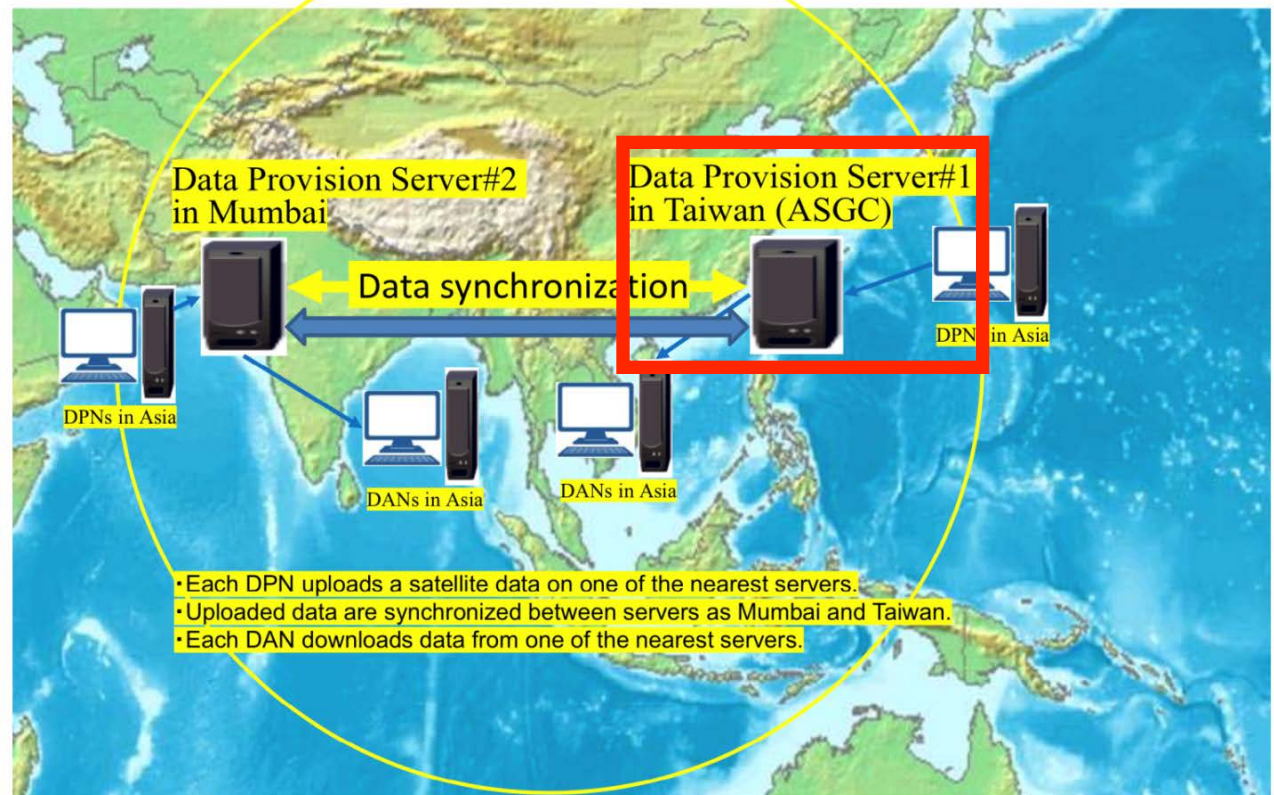 Data Provision Server#2
in Mumbai
Data Provision Server#1
in Taiwan (ASGC)
Data synchronization
DPNs in Asia
DPNs in Asia
DANs in Asia
DANs in Asia
・Each DPN uploads a satellite data on one of the nearest servers.
・Uploaded data are synchronized between servers as Mumbai and Taiwan.
・Each DAN downloads data from one of the nearest servers.